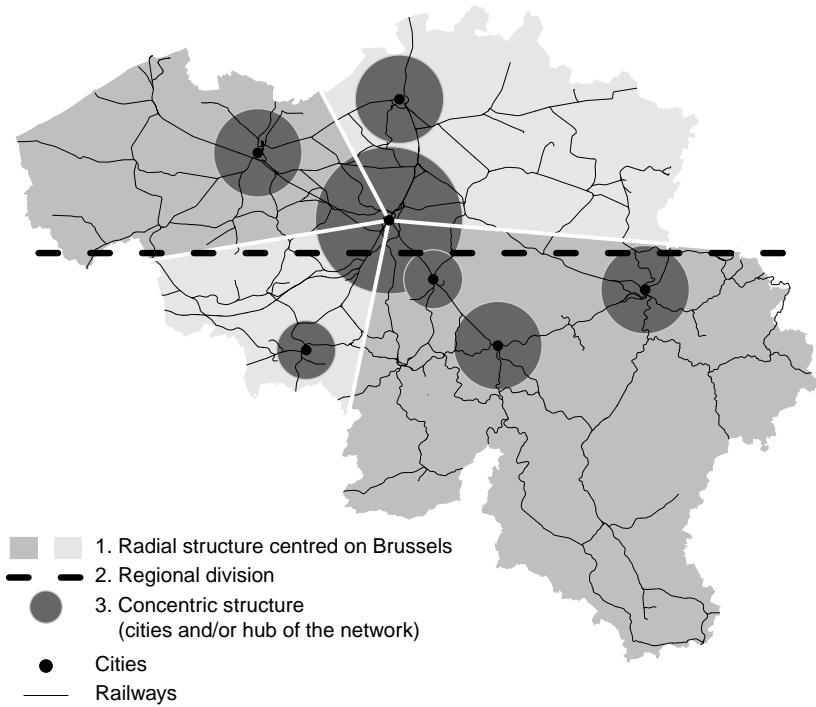 1. Radial structure centred on Brussels
2. Regional division
3. Concentric structure
(cities and/or hub of the network)
Cities
Railways